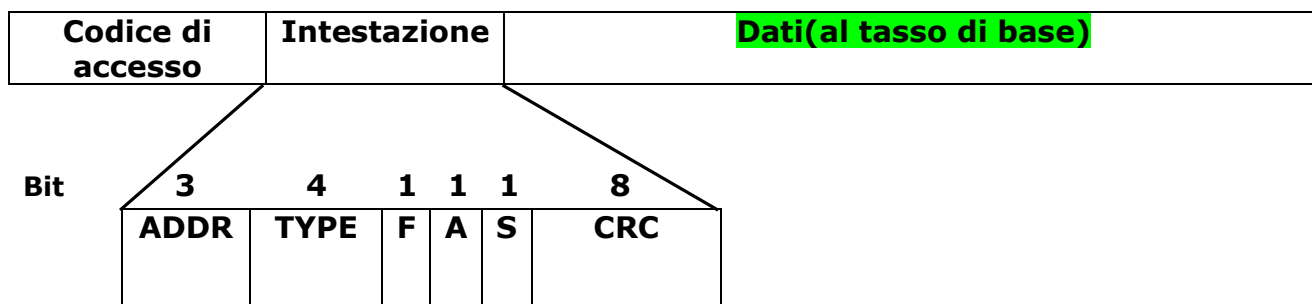 Codice di accesso Intestazione Dati(al tasso di base)
Bit 3 4 1 1 1 8
ADDR TYPE F A S CRC